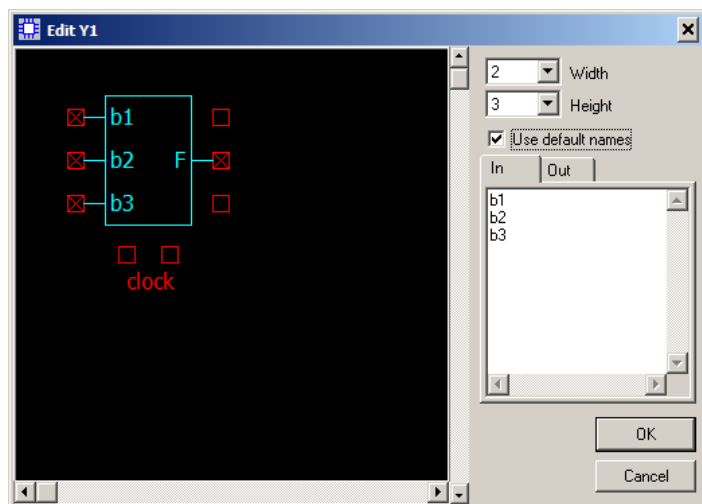 Edit Y1
b1
b2 F
b3
clock
2 Width
3 Height
Use default names
In Out
b1
b2
b3
OK
Cancel